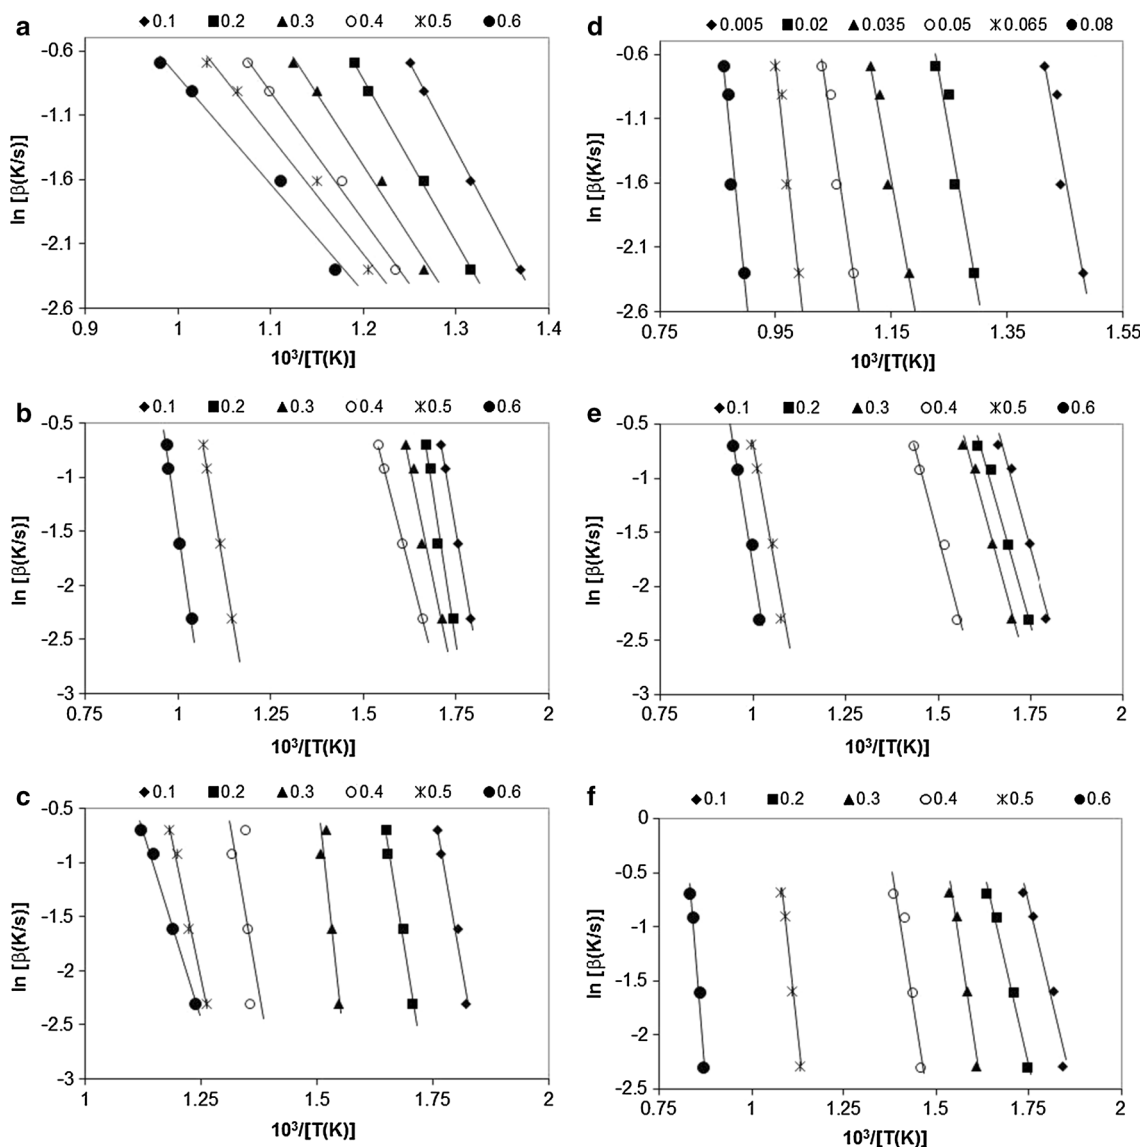 a 0.1 0.2 0.3 0.4 0.5 0.6
-0.6
-1.1
-1.6
-2.1
-2.6
0.9 1 1.1 1.2 1.3 1.4
ln [β(K/s)]
10³/[T(K)]
d 0.005 0.02 0.035 0.05 0.065 0.08
-0.6
-1.1
-1.6
-2.1
-2.6
0.75 0.95 1.15 1.35 1.55
ln [β(K/s)]
10³/[T(K)]
b 0.1 0.2 0.3 0.4 0.5 0.6
-0.5
-1
-1.5
-2
-2.5
-3
0.75 1 1.25 1.5 1.75 2
ln [β(K/s)]
10³/[T(K)]
e 0.1 0.2 0.3 0.4 0.5 0.6
-0.5
-1
-1.5
-2
-2.5
-3
0.75 1 1.25 1.5 1.75 2
ln [β(K/s)]
10³/[T(K)]
c 0.1 0.2 0.3 0.4 0.5 0.6
-0.5
-1
-1.5
-2
-2.5
-3
1 1.25 1.5 1.75 2
ln [β(K/s)]
10³/[T(K)]
f 0.1 0.2 0.3 0.4 0.5 0.6
0
-0.5
-1
-1.5
-2
-2.5
0.75 1 1.25 1.5 1.75 2
ln [β(K/s)]
10³/[T(K)]